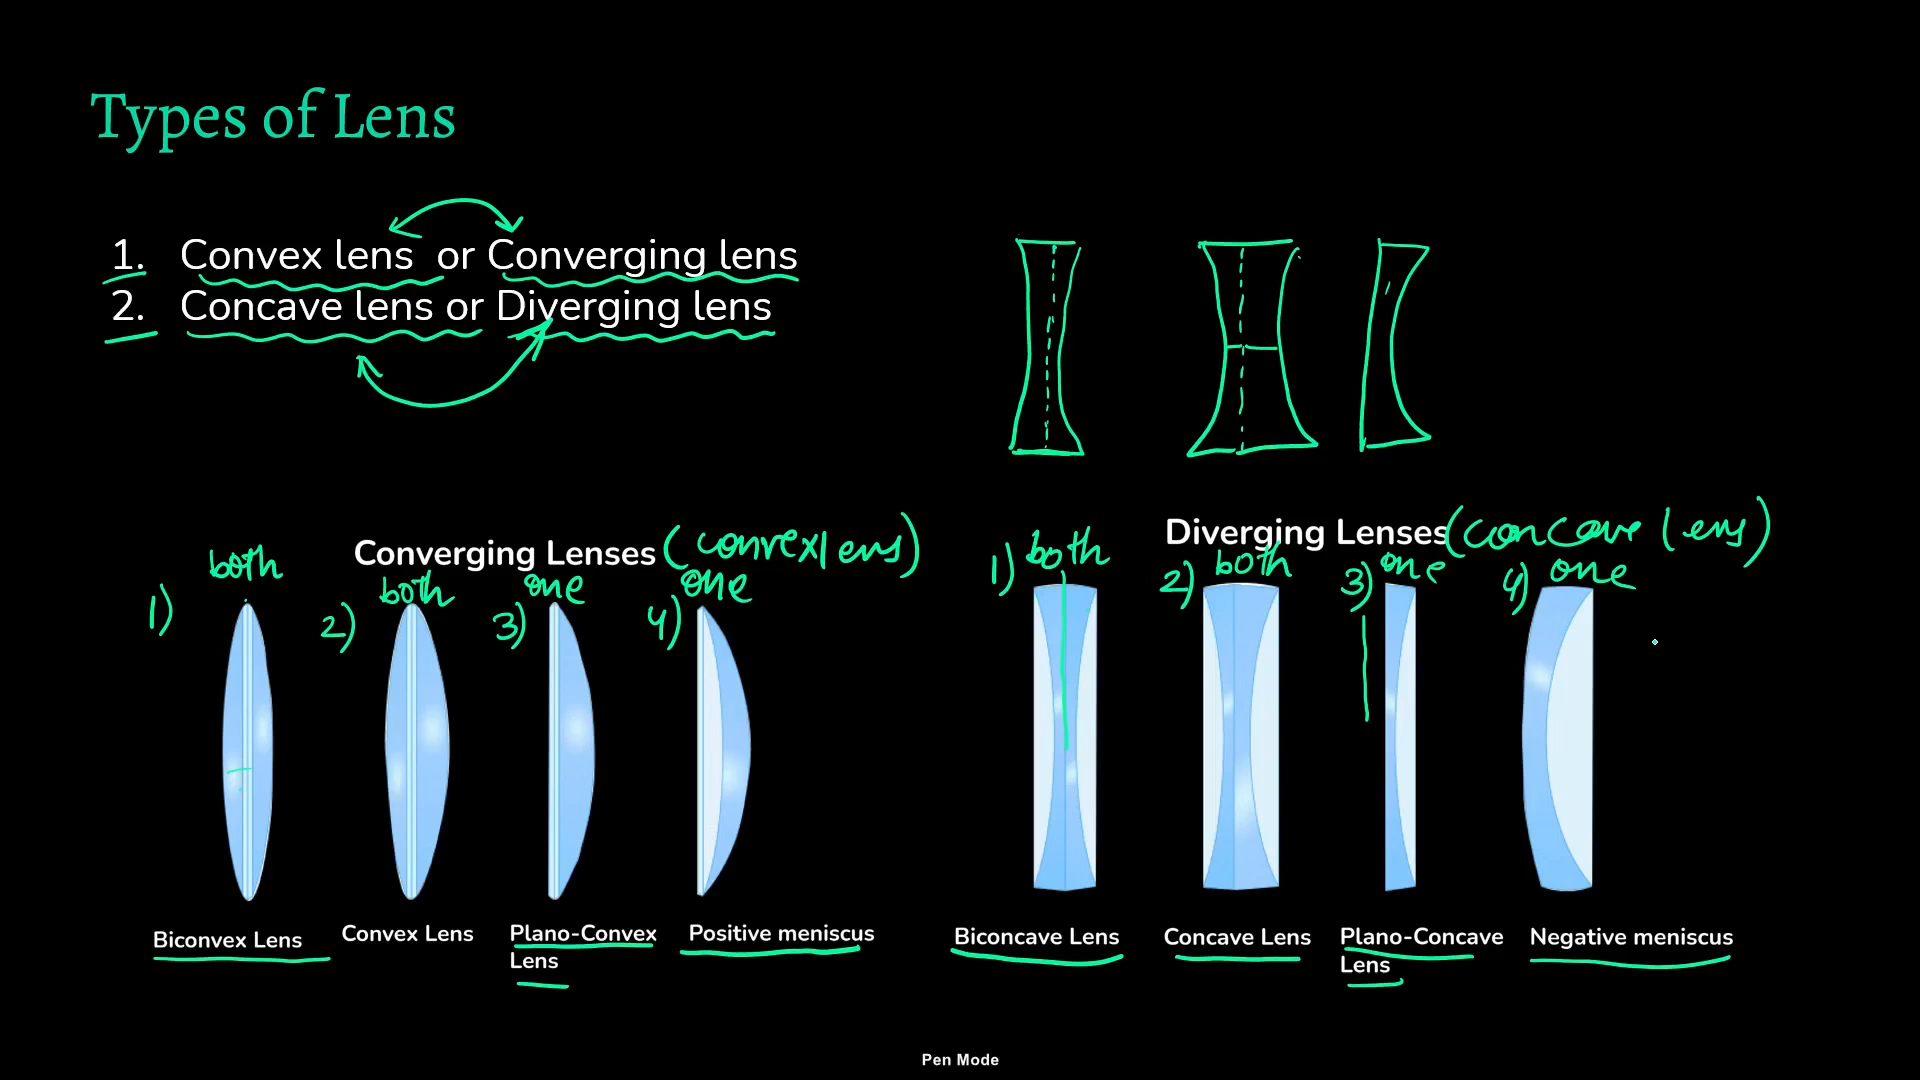 Types of Lens
1. Convex lens or Converging lens
2. Concave lens or Diverging lens
Converging Lenses (convex lens)
both
both
one
one
1)
2)
3)
4)
Biconvex Lens
Convex Lens
Plano-Convex
Lens
Positive meniscus
Diverging Lenses (concave lens)
1) both
2) both
3) one
4) one
Biconcave Lens
Concave Lens
Plano-Concave
Lens
Negative meniscus
Pen Mode